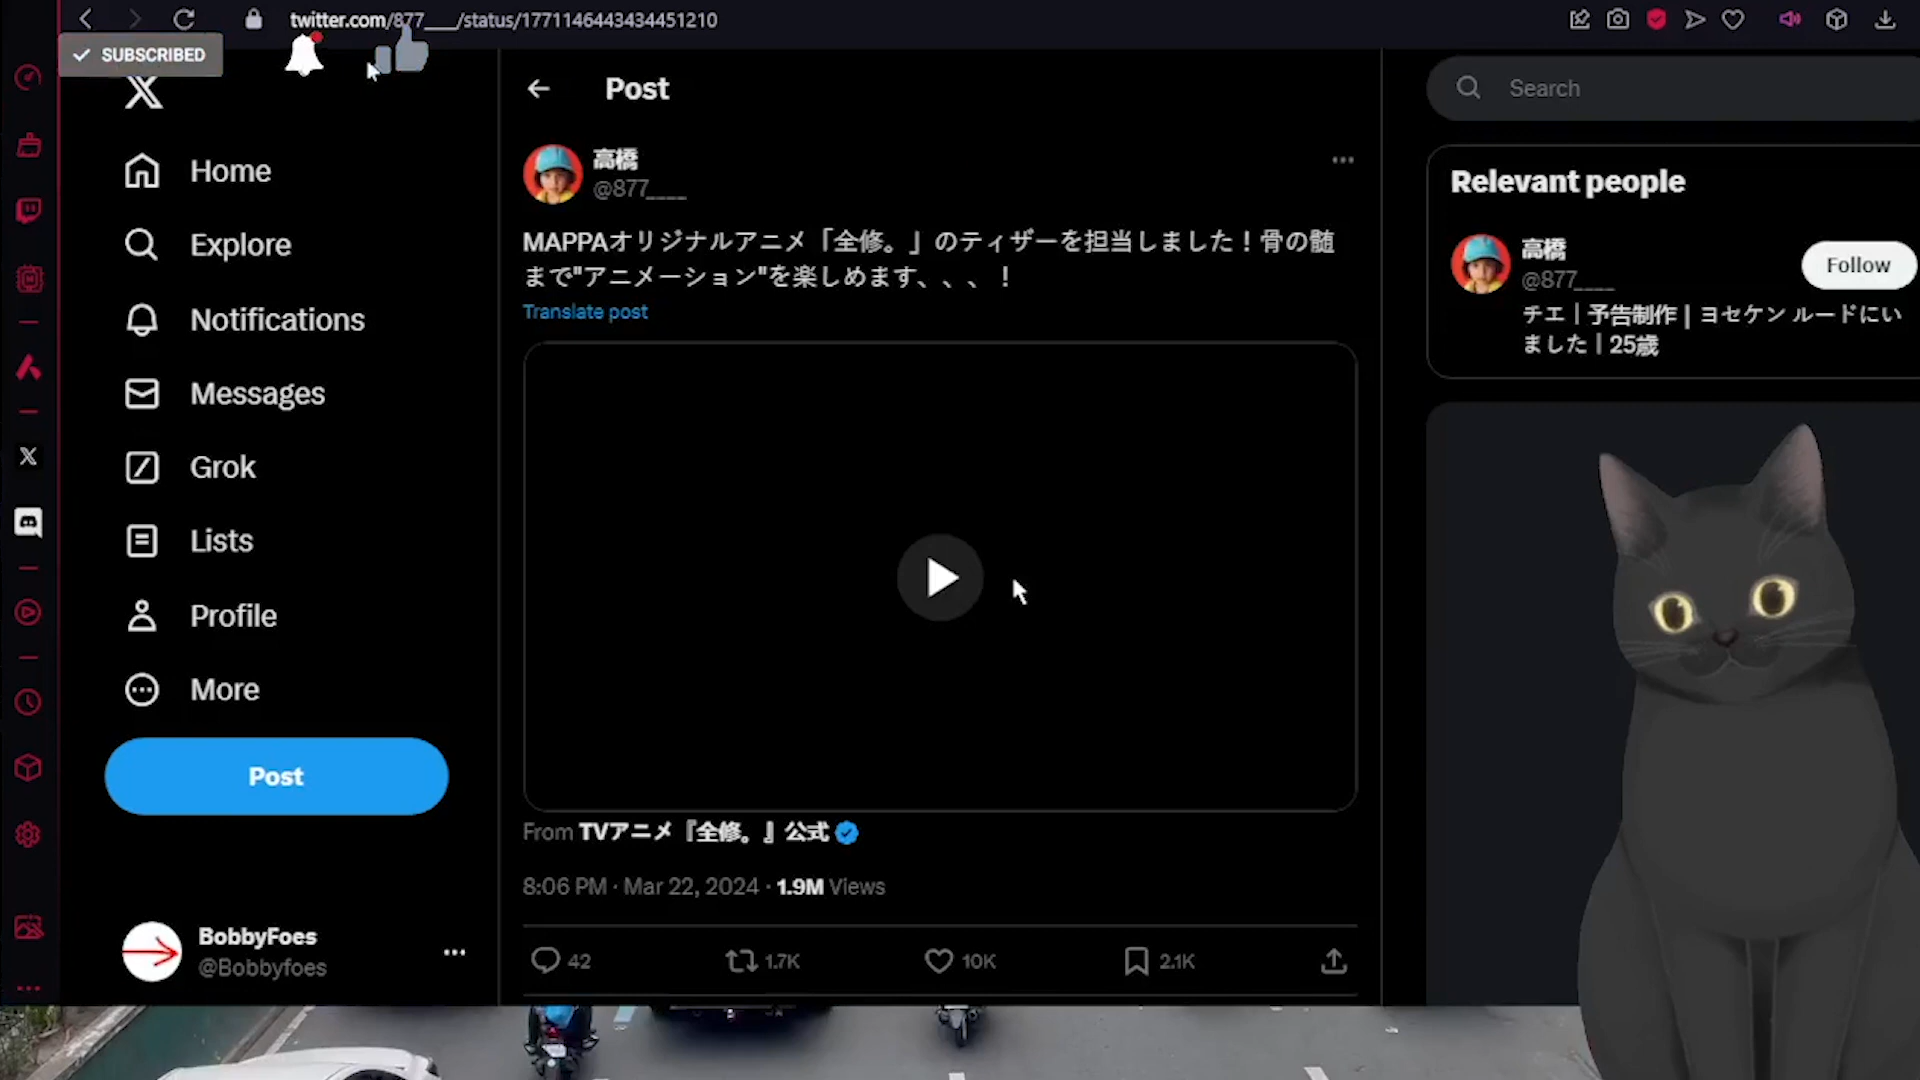 twitter.com/877____/status/1771146443434451210
SUBSCRIBED
X
Home
Explore
Notifications
Messages
Grok
Lists
Profile
More
Post
BobbyFoes
@Bobbyfoes
Post
高橋
@877____
MAPPAオリジナルアニメ「全修。」のティザーを担当しました！骨の髄
まで"アニメーション"を楽しめます、、、！
Translate post
From TVアニメ『全修。』公式
8:06 PM · Mar 22, 2024 · 1.9M Views
42
1.7K
10K
2.1K
Search
Relevant people
高橋
@877____
Follow
チエ｜予告制作 | ヨセケン ルードにい
ました｜25歳